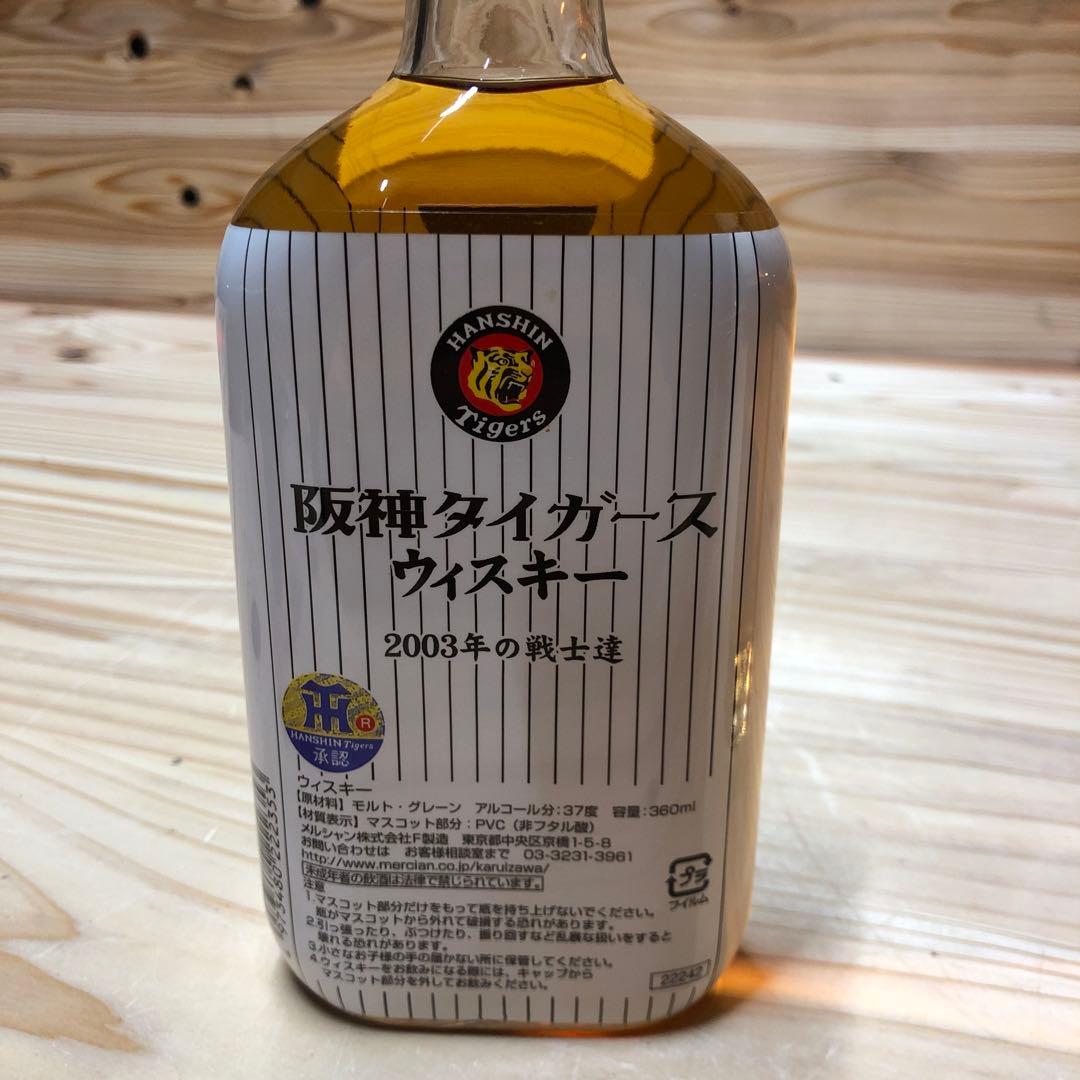 HANSHIN
Tigers
阪神タイガース
ウィスキー
2003年の戦士達
HANSHIN Tigers
承認
R
ウィスキー
【原材料】モルト・グレーン アルコール分:37度 容量:360ml
【材質表示】マスコット部分:PVC(非フタル酸)
メルシャン株式会社F製造 東京都中央区京橋1-5-8
お問い合わせは お客様相談室まで 03-3231-3961
http://www.mercian.co.jp/karuizawa/
未成年者の飲酒は法律で禁じられています。
注意
1.マスコット部分だけをもって瓶を持ち上げないでください。
瓶がマスコットから外れて破損する恐れがあります。
2.引っ張ったり、ぶつけたり、振り回すなど乱暴な扱いをすると
壊れる恐れがあります。
3.小さなお子様の手の届かない所に保管してください。
4.ウィスキーをお飲みになる際には、キャップから
マスコット部分を外してお飲みください。
プラ
フイルム
22242